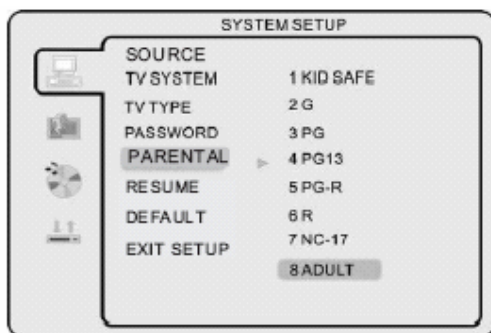 SYSTEM SETUP
SOURCE
TV SYSTEM
TV TYPE
PASSWORD
PARENTAL
RESUME
DEFAULT
EXIT SETUP
1 KID SAFE
2 G
3 PG
4 PG13
5 PG-R
6 R
7 NC-17
8 ADULT